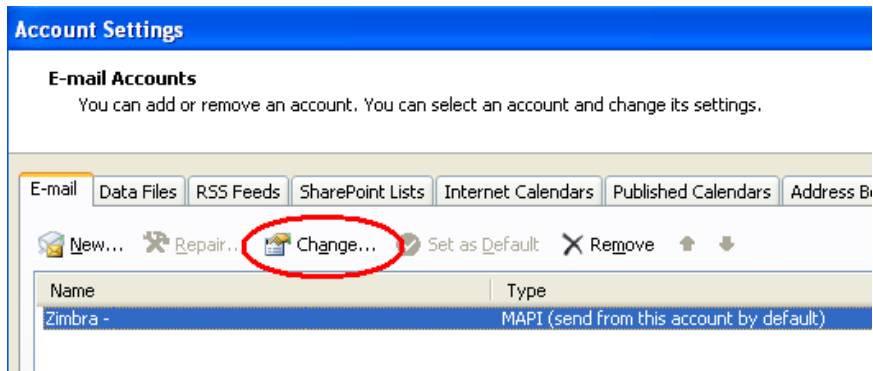 Account Settings
E-mail Accounts
You can add or remove an account. You can select an account and change its settings.
E-mail Data Files RSS Feeds SharePoint Lists Internet Calendars Published Calendars Address
New... Repair... Change... Set as Default Remove
Name Type
Zimbra - MAPI (send from this account by default)